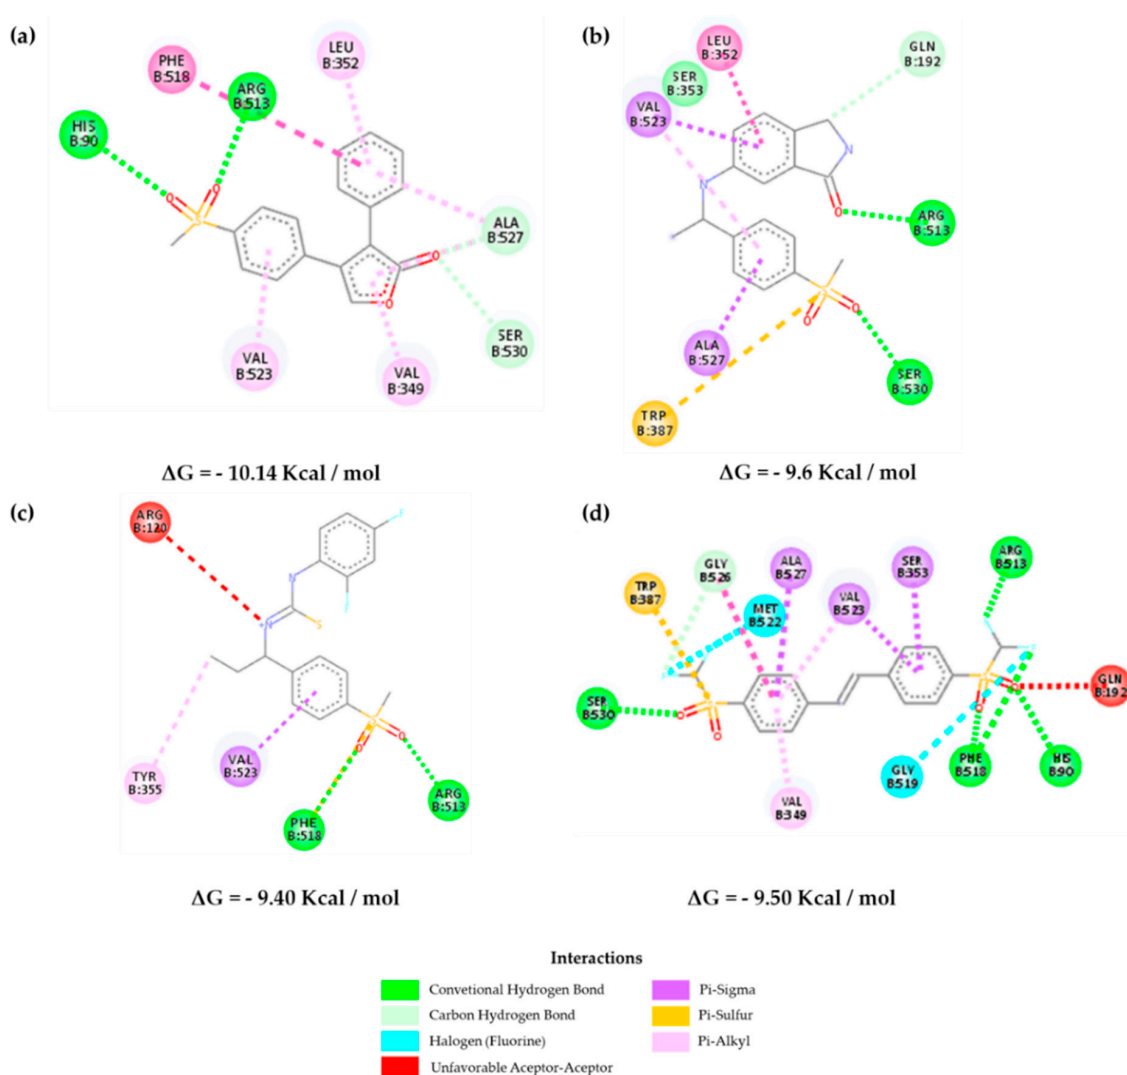 (a)
PHE
B:518
ARG
B:513
LEU
B:352
HIS
B:90
ALA
B:527
SER
B:530
VAL
B:523
VAL
B:349
O
O
S
O
O
ΔG = - 10.14 Kcal / mol
(b)
LEU
B:352
GLN
B:192
SER
B:353
VAL
B:523
N
N
O
ARG
B:513
ALA
B:527
S
O
O
TRP
B:387
SER
B:530
ΔG = - 9.6 Kcal / mol
(c)
ARG
B:120
F
N
F
N
+
S
TYR
B:355
VAL
B:523
S
O
O
PHE
B:518
ARG
B:513
ΔG = - 9.40 Kcal / mol
(d)
TRP
B:387
GLY
B:526
ALA
B:527
MET
B:522
VAL
B:523
SER
B:353
ARG
B:513
SER
B:530
GLN
B:192
GLY
B:519
PHE
B:518
HIS
B:90
VAL
B:349
F
F
S
O
O
F
F
S
O
O
ΔG = - 9.50 Kcal / mol
Interactions
Convetional Hydrogen Bond
Carbon Hydrogen Bond
Halogen (Fluorine)
Unfavorable Aceptor-Aceptor
Pi-Sigma
Pi-Sulfur
Pi-Alkyl